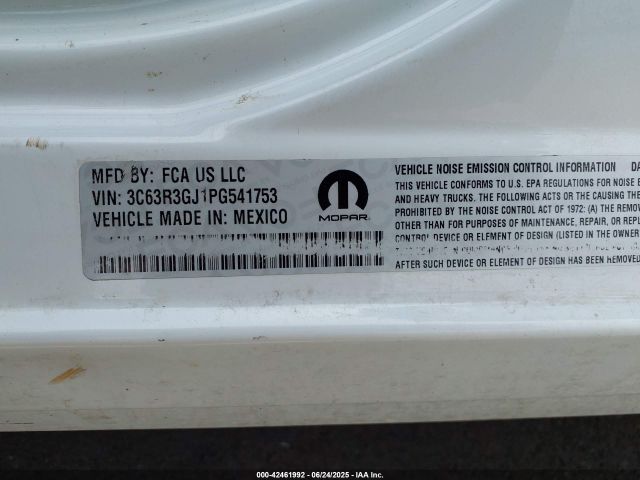 MFD BY: FCA US LLC
VIN: 3C63R3GJ1PG541753
VEHICLE MADE IN: MEXICO
MOPAR
VEHICLE NOISE EMISSION CONTROL INFORMATION DA
THIS VEHICLE CONFORMS TO U.S. EPA REGULATIONS FOR NOISE E
AND HEAVY TRUCKS. THE FOLLOWING ACTS OR THE CAUSING
PROHIBITED BY THE NOISE CONTROL ACT OF 1972: (A) THE REMOVA
OTHER THAN FOR PURPOSES OF MAINTENANCE, REPAIR, OR REP
CONTROL DEVICE OR ELEMENT OF DESIGN (LISTED IN THE OWNER
AFTER SUCH DEVICE OR ELEMENT OF DESIGN HAS BEEN REMOVED
000-42461992 - 06/24/2025 - IAA Inc.